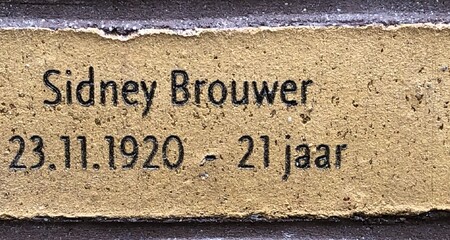 Sidney Brouwer
23.11.1920 - 21 jaar